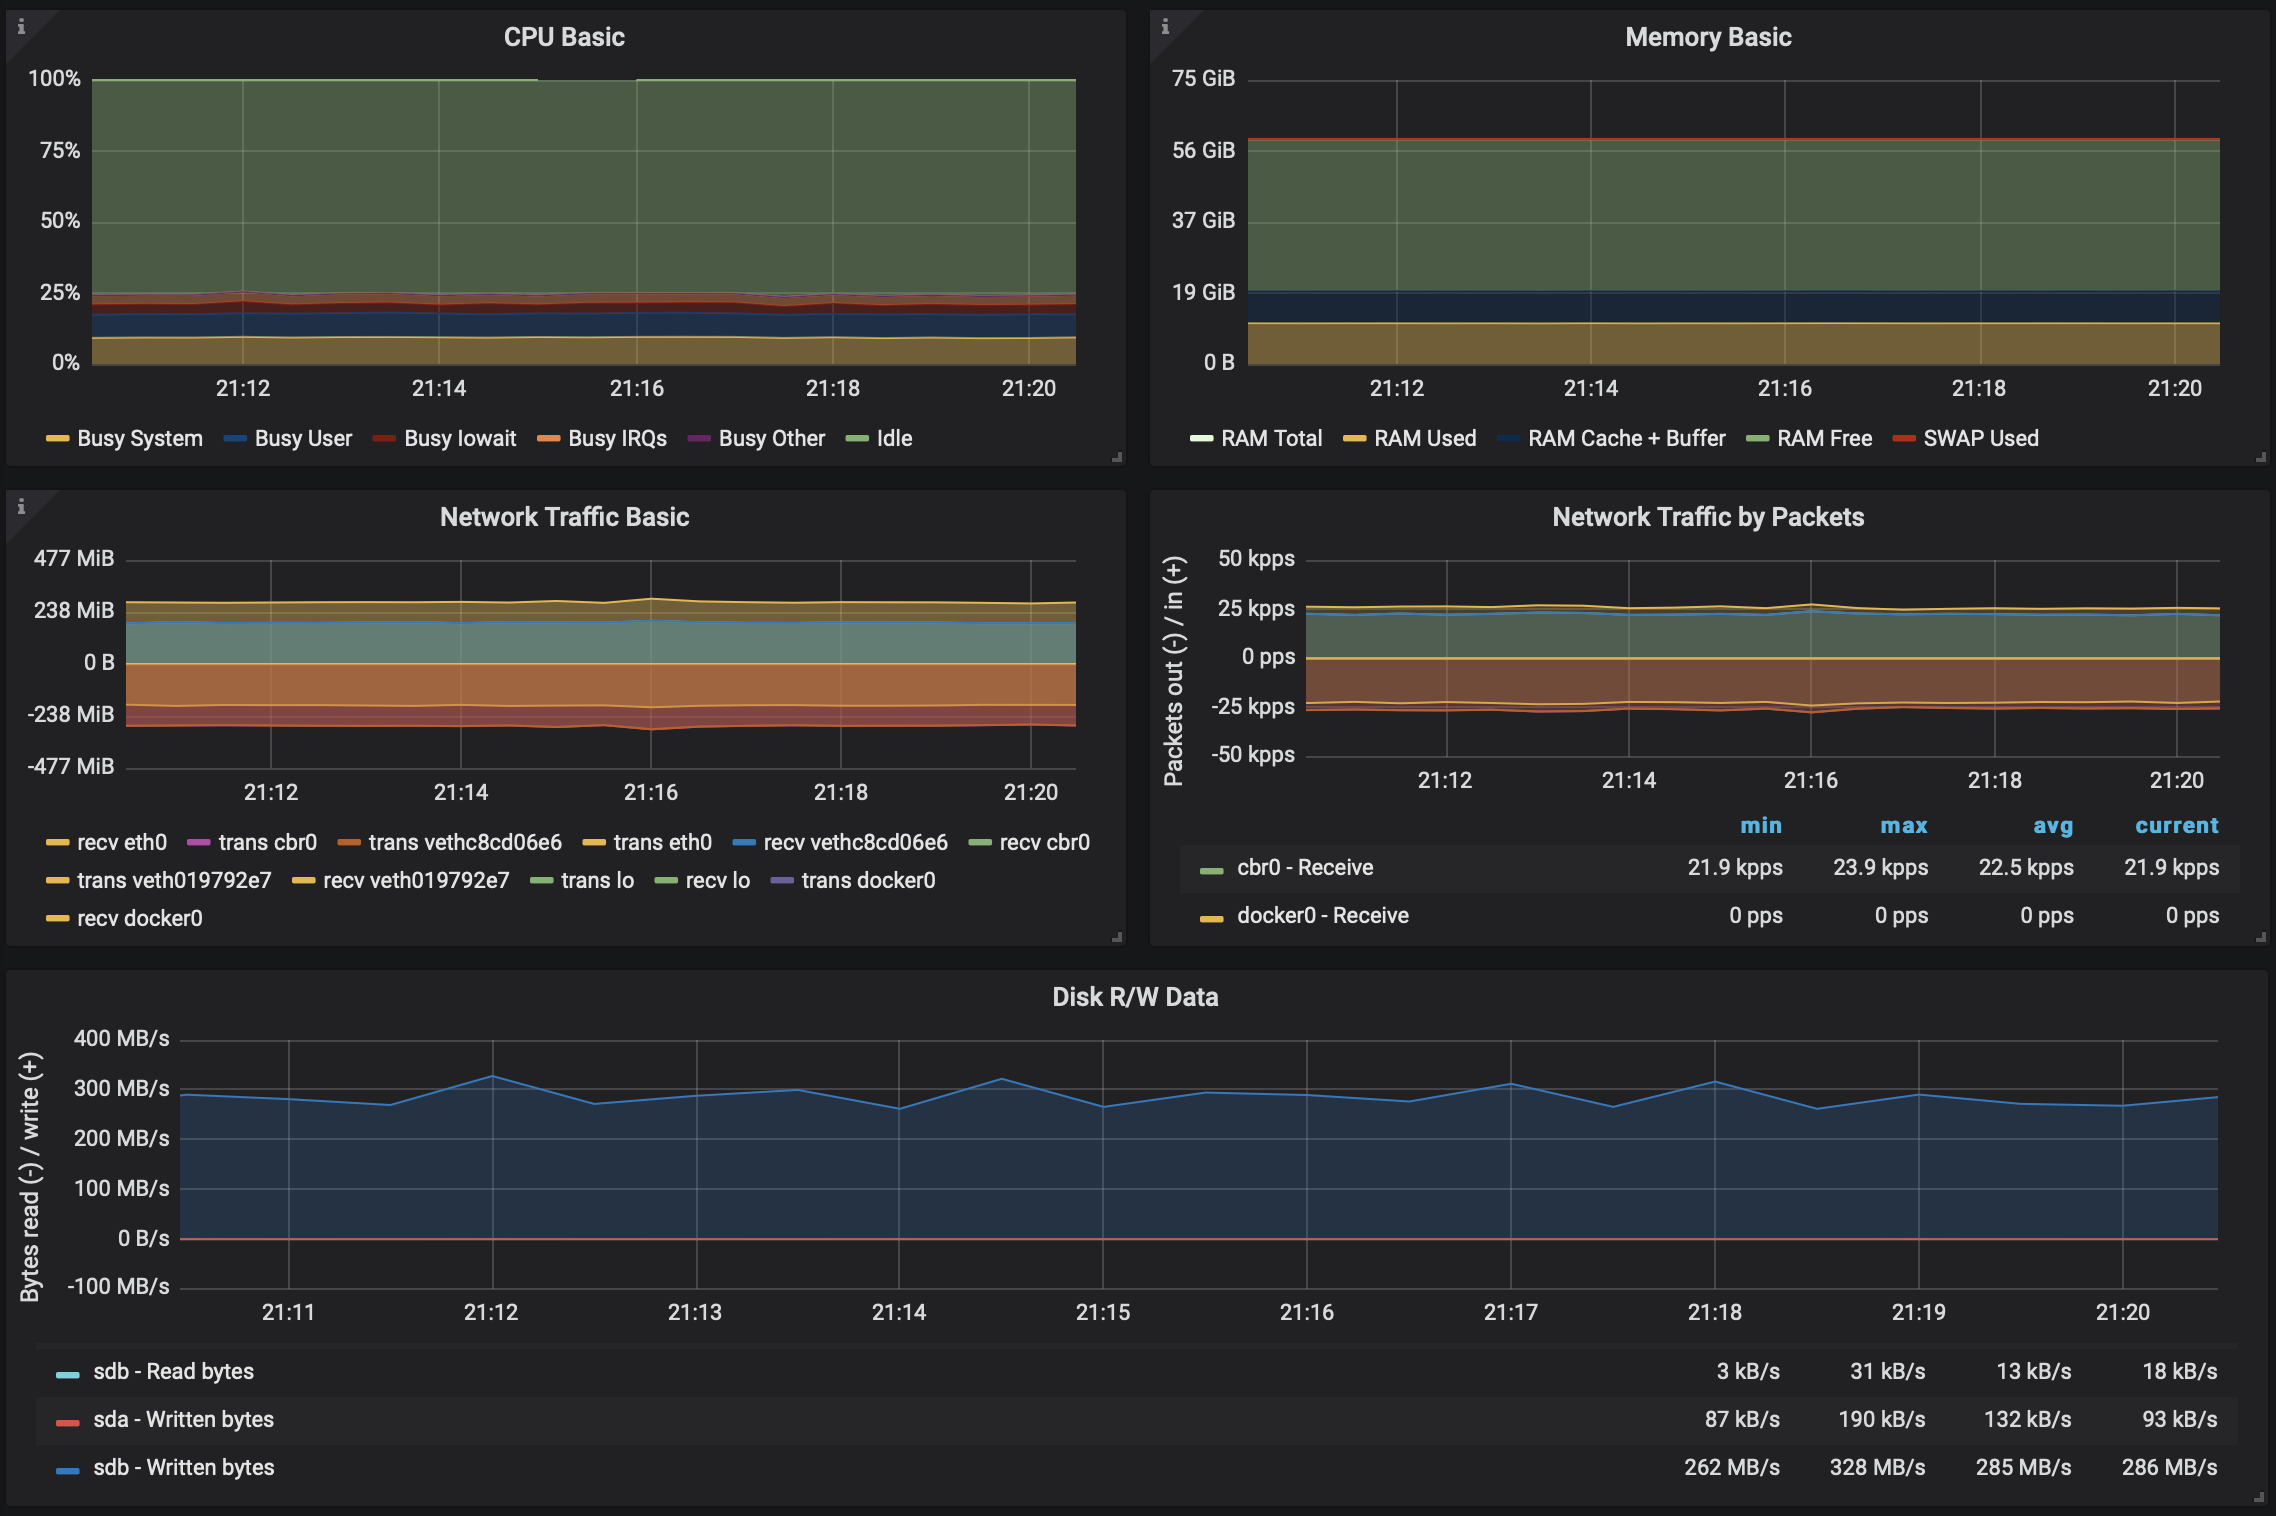 CPU Basic
100%
75%
50%
25%
0%
21:12 21:14 21:16 21:18 21:20
Busy System Busy User Busy Iowait Busy IRQs Busy Other Idle
Memory Basic
75 GiB
56 GiB
37 GiB
19 GiB
0 B
21:12 21:14 21:16 21:18 21:20
RAM Total RAM Used RAM Cache + Buffer RAM Free SWAP Used
Network Traffic Basic
477 MiB
238 MiB
0 B
-238 MiB
-477 MiB
21:12 21:14 21:16 21:18 21:20
recv eth0 trans cbr0 trans vethc8cd06e6 trans eth0 recv vethc8cd06e6 recv cbr0
trans veth019792e7 recv veth019792e7 trans lo recv lo trans docker0
recv docker0
Network Traffic by Packets
Packets out (-) / in (+)
50 kpps
25 kpps
0 pps
-25 kpps
-50 kpps
21:12 21:14 21:16 21:18 21:20
min max avg current
cbr0 - Receive 21.9 kpps 23.9 kpps 22.5 kpps 21.9 kpps
docker0 - Receive 0 pps 0 pps 0 pps 0 pps
Disk R/W Data
Bytes read (-) / write (+)
400 MB/s
300 MB/s
200 MB/s
100 MB/s
0 B/s
-100 MB/s
21:11 21:12 21:13 21:14 21:15 21:16 21:17 21:18 21:19 21:20
sdb - Read bytes 3 kB/s 31 kB/s 13 kB/s 18 kB/s
sda - Written bytes 87 kB/s 190 kB/s 132 kB/s 93 kB/s
sdb - Written bytes 262 MB/s 328 MB/s 285 MB/s 286 MB/s